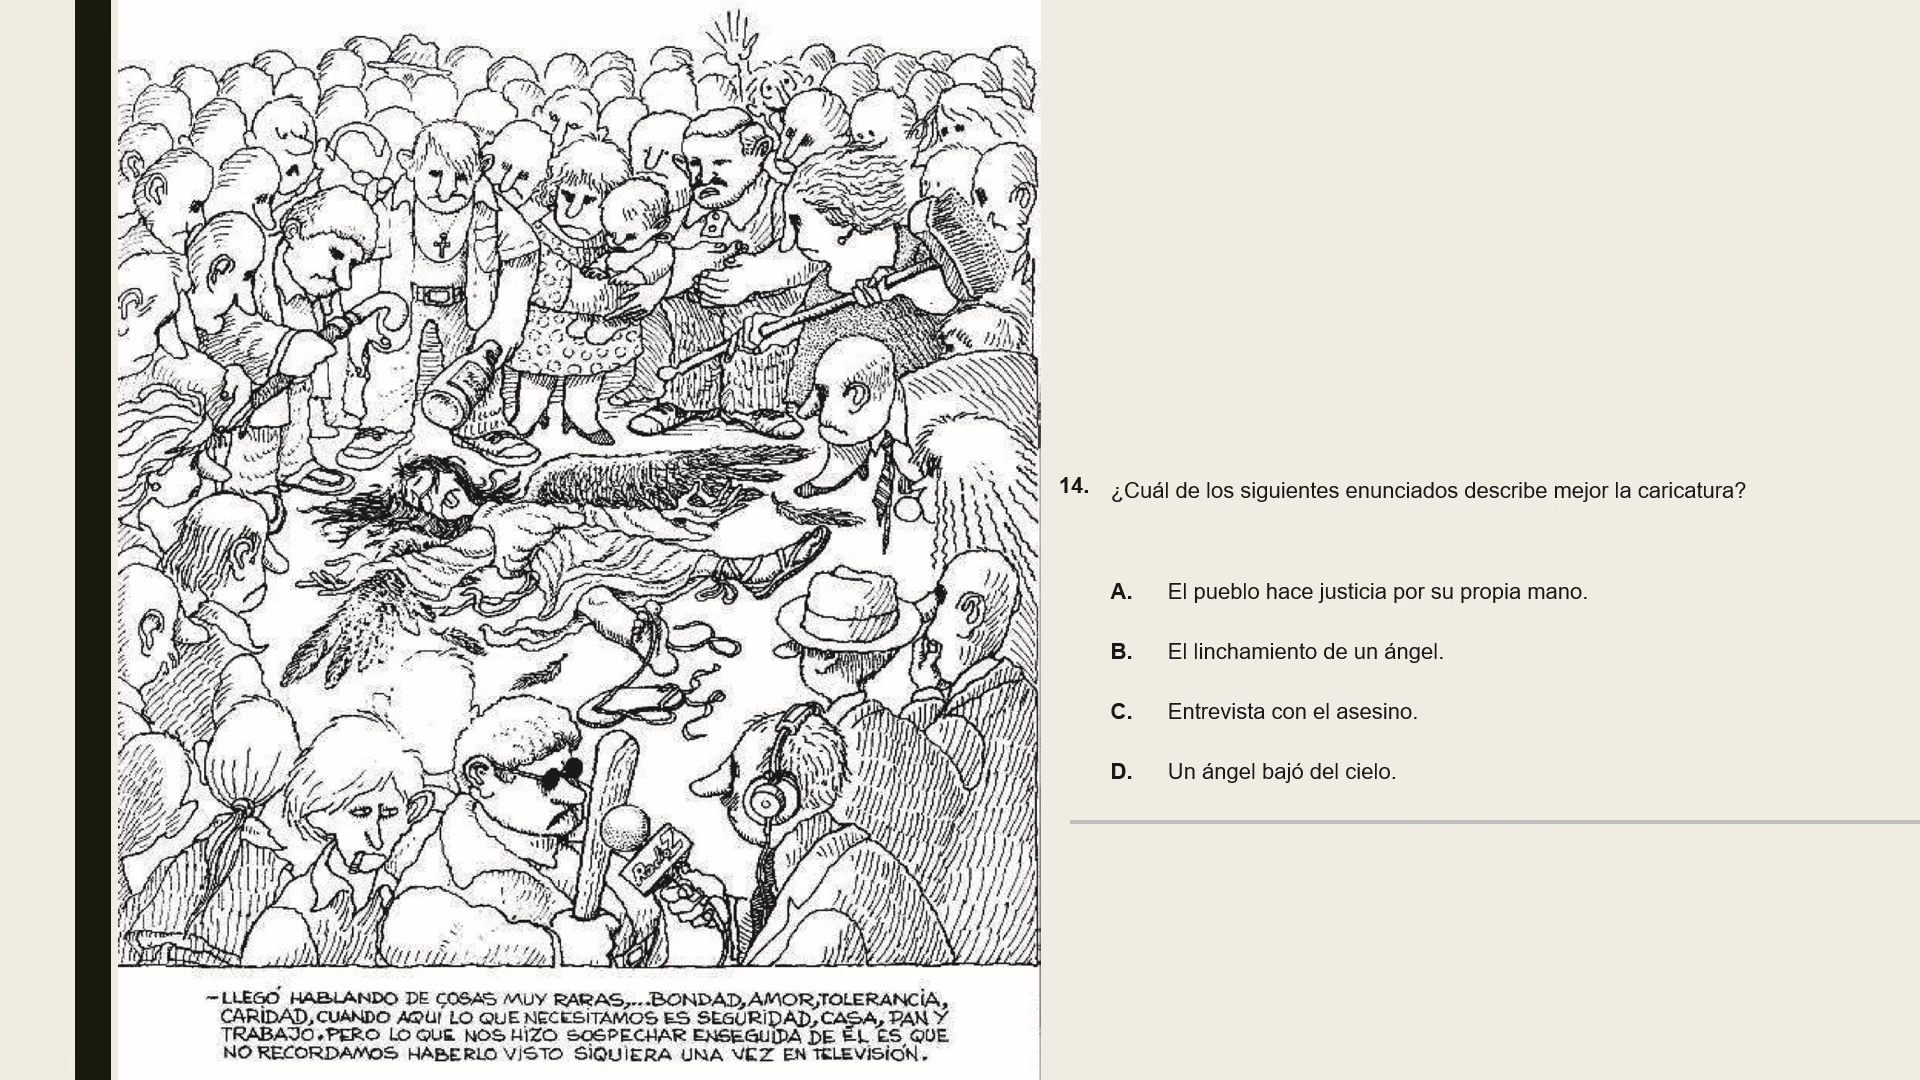 14. ¿Cuál de los siguientes enunciados describe mejor la caricatura?
A. El pueblo hace justicia por su propia mano.
B. El linchamiento de un ángel.
C. Entrevista con el asesino.
D. Un ángel bajó del cielo.
RadioZ
-LLEGÓ HABLANDO DE COSAS MUY RARAS,...BONDAD,AMOR,TOLERANCIA,
CARIDAD,CUANDO AQUÍ LO QUE NECESITAMOS ES SEGURIDAD,CASA,PAN Y
TRABAJO.PERO LO QUE NOS HIZO SOSPECHAR ENSEGUIDA DE ÉL ES QUE
NO RECORDAMOS HABERLO VISTO SIQUIERA UNA VEZ EN TELEVISIÓN.